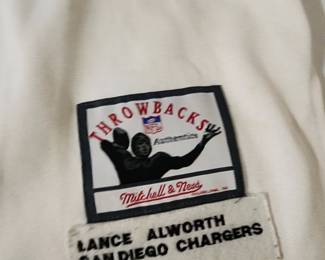 THROWBACKS
NFL
Authentics
Mitchell & Ness
LANCE ALWORTH
SAN DIEGO CHARGERS